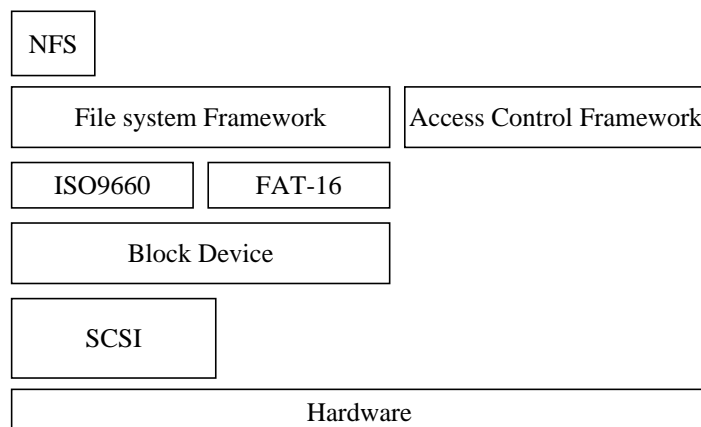 NFS
File system Framework
Access Control Framework
ISO9660
FAT-16
Block Device
SCSI
Hardware